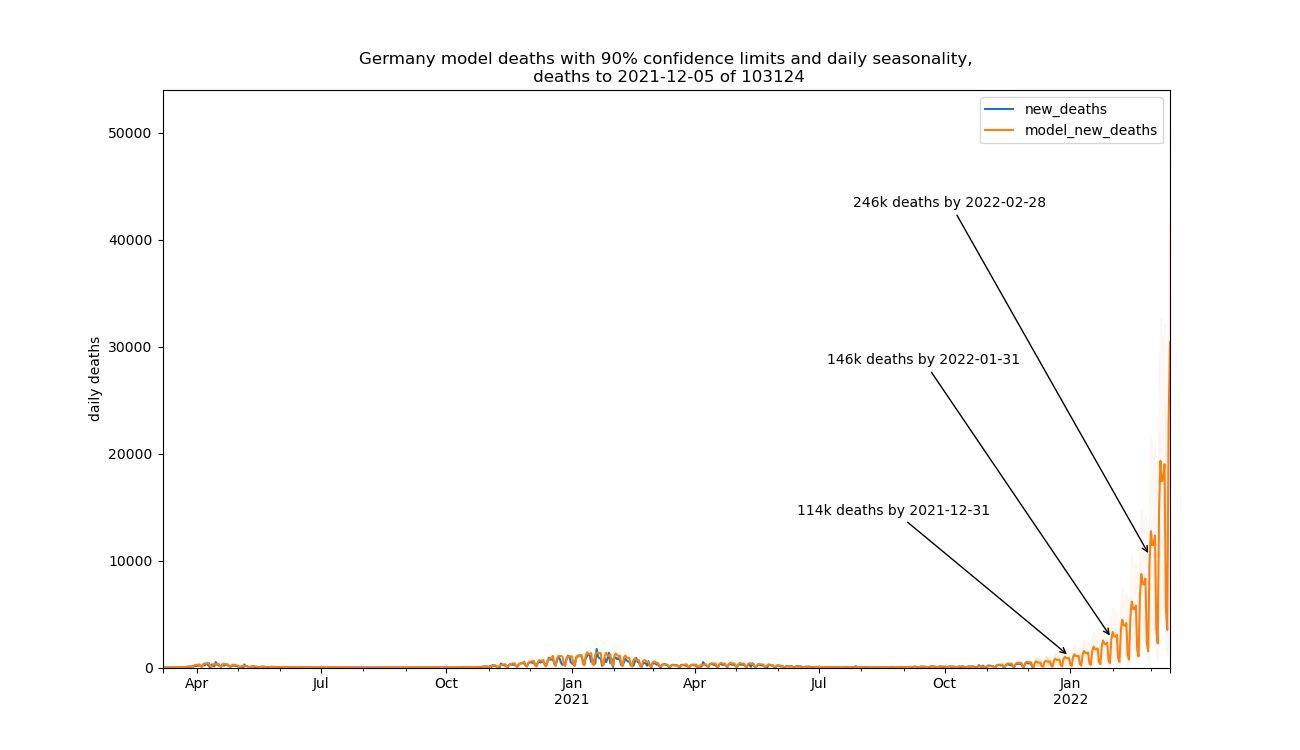 Germany model deaths with 90% confidence limits and daily seasonality,
deaths to 2021-12-05 of 103124
new_deaths
model_new_deaths
50000
40000
30000
20000
10000
0
daily deaths
246k deaths by 2022-02-28
146k deaths by 2022-01-31
114k deaths by 2021-12-31
Apr Jul Oct Jan Apr Jul Oct Jan
2021 2022